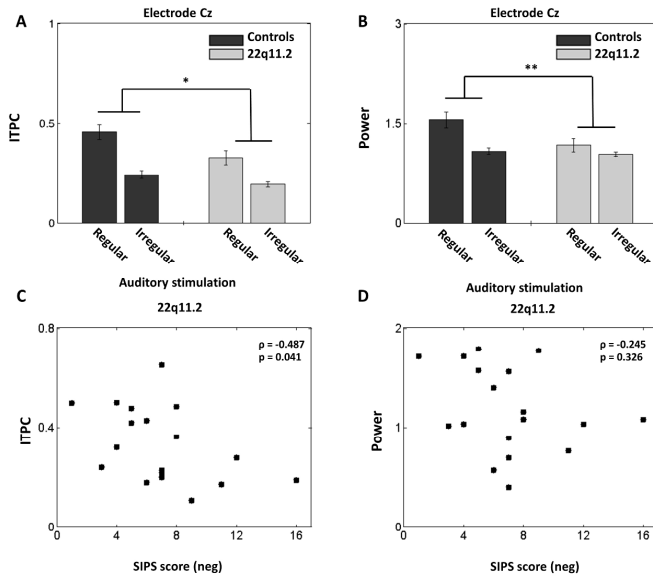 A
Electrode Cz
Controls
22q11.2
*
1
0.5
0
ITPC
Regular
Irregular
Regular
Irregular
Auditory stimulation
B
Electrode Cz
Controls
22q11.2
**
3
1.5
0
Power
Regular
Irregular
Regular
Irregular
Auditory stimulation
C
22q11.2
ρ = -0.487
p = 0.041
0.8
0.4
0
ITPC
0 4 8 12 16
SIPS score (neg)
D
22q11.2
ρ = -0.245
p = 0.326
2
1
0
Power
0 4 8 12 16
SIPS score (neg)